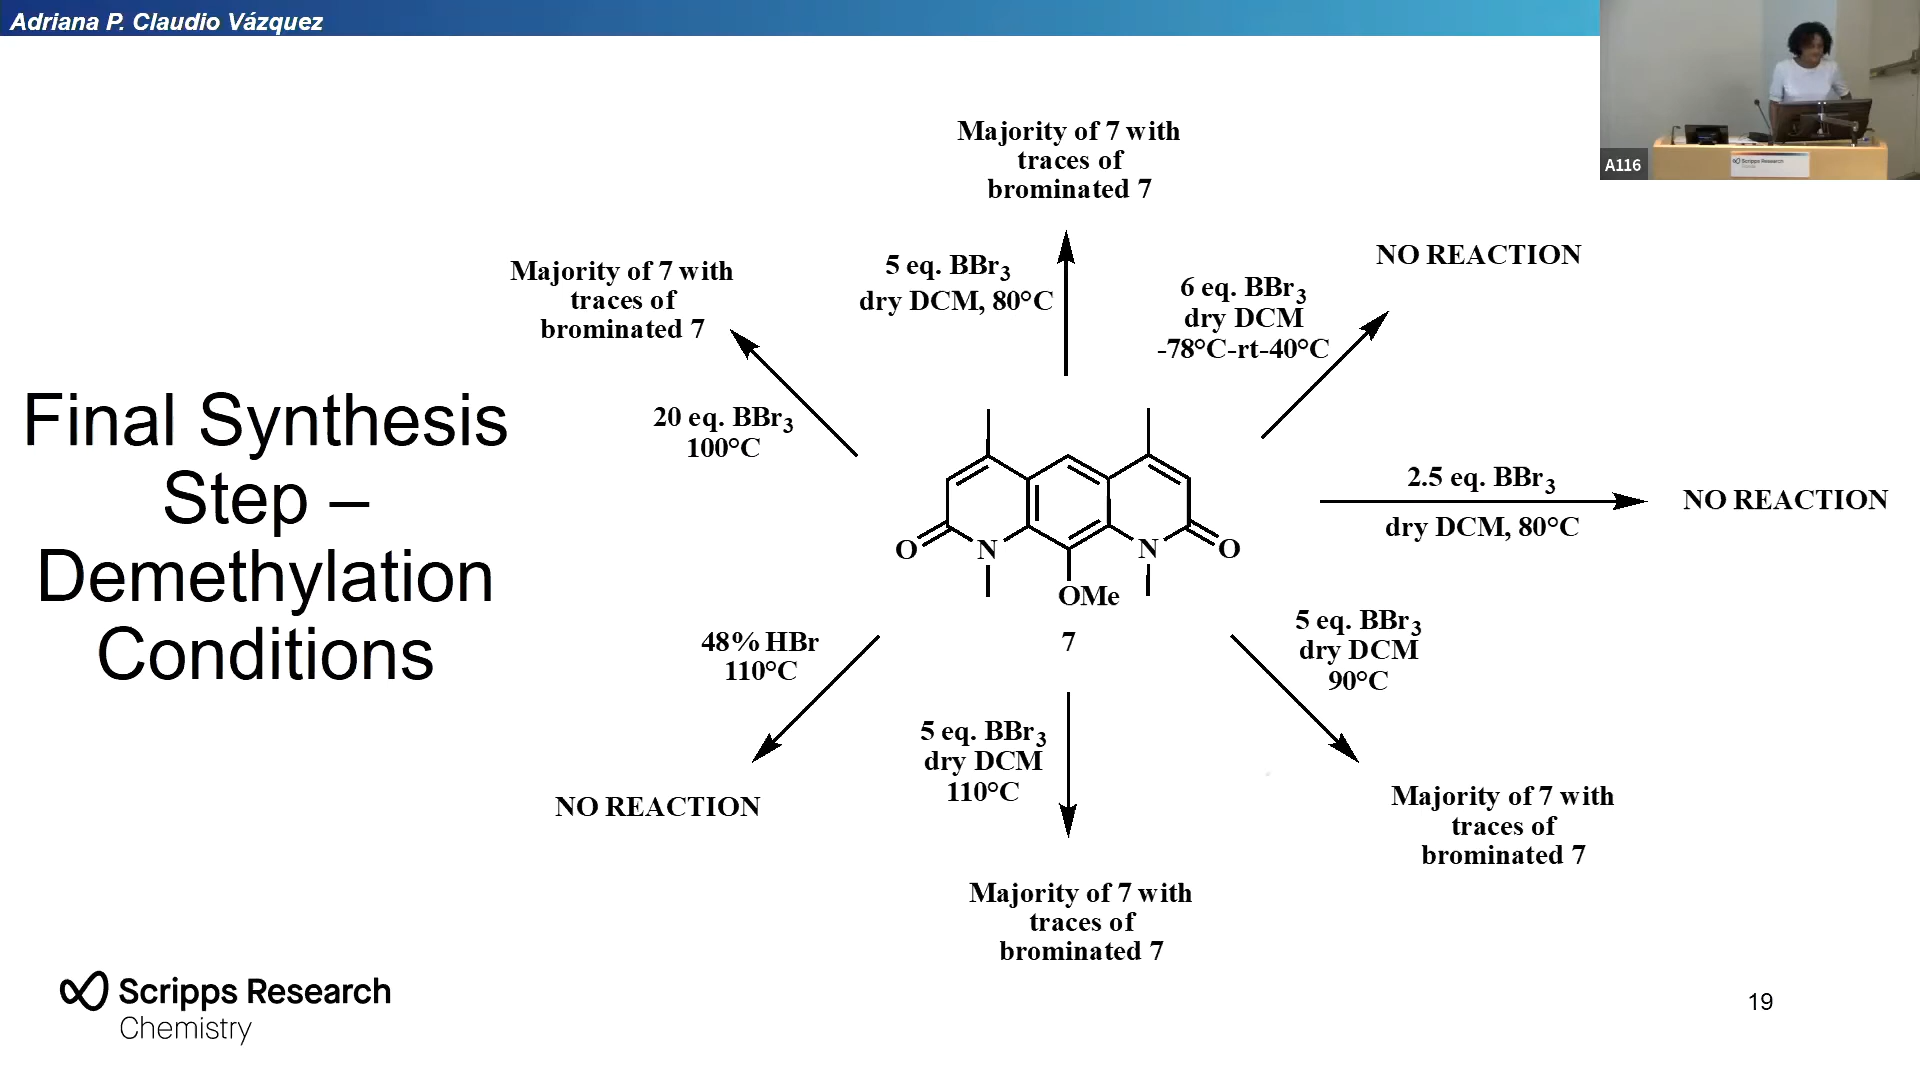 Adriana P. Claudio Vázquez
A116
Scripps Research
Majority of 7 with
traces of
brominated 7
5 eq. BBr₃
dry DCM, 80°C
NO REACTION
6 eq. BBr₃
dry DCM
-78°C-rt-40°C
Majority of 7 with
traces of
brominated 7
20 eq. BBr₃
100°C
Final Synthesis
Step –
Demethylation
Conditions
2.5 eq. BBr₃
dry DCM, 80°C
NO REACTION
O
N
N
O
OMe
7
48% HBr
110°C
NO REACTION
5 eq. BBr₃
dry DCM
110°C
Majority of 7 with
traces of
brominated 7
5 eq. BBr₃
dry DCM
90°C
Majority of 7 with
traces of
brominated 7
Scripps Research
Chemistry
19